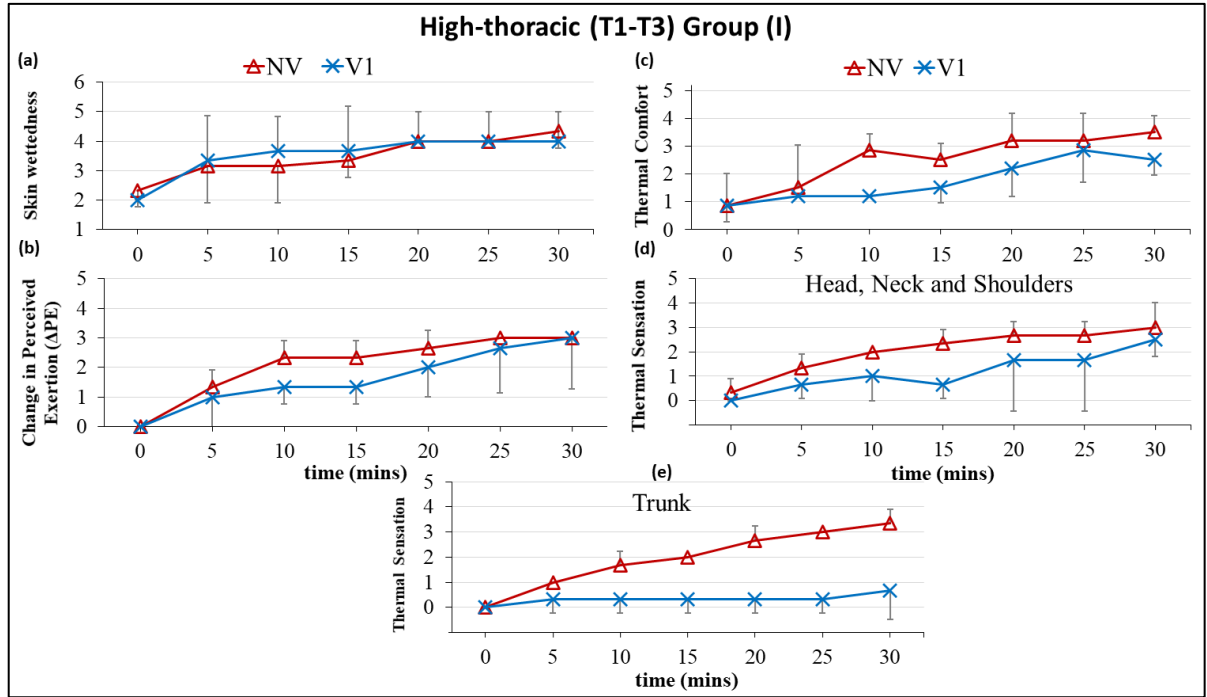 High-thoracic (T1-T3) Group (I)
(a)
NV V1
Skin wettedness
6
5
4
3
2
1
0 5 10 15 20 25 30
(b)
Change in Perceived
Exertion (ΔPE)
5
4
3
2
1
0
0 5 10 15 20 25 30
time (mins)
(c)
NV V1
Thermal Comfort
5
4
3
2
1
0
0 5 10 15 20 25 30
(d)
Head, Neck and Shoulders
Thermal Sensation
5
4
3
2
1
0
0 5 10 15 20 25 30
time (mins)
(e)
Trunk
Thermal Sensation
5
4
3
2
1
0
0 5 10 15 20 25 30
time (mins)